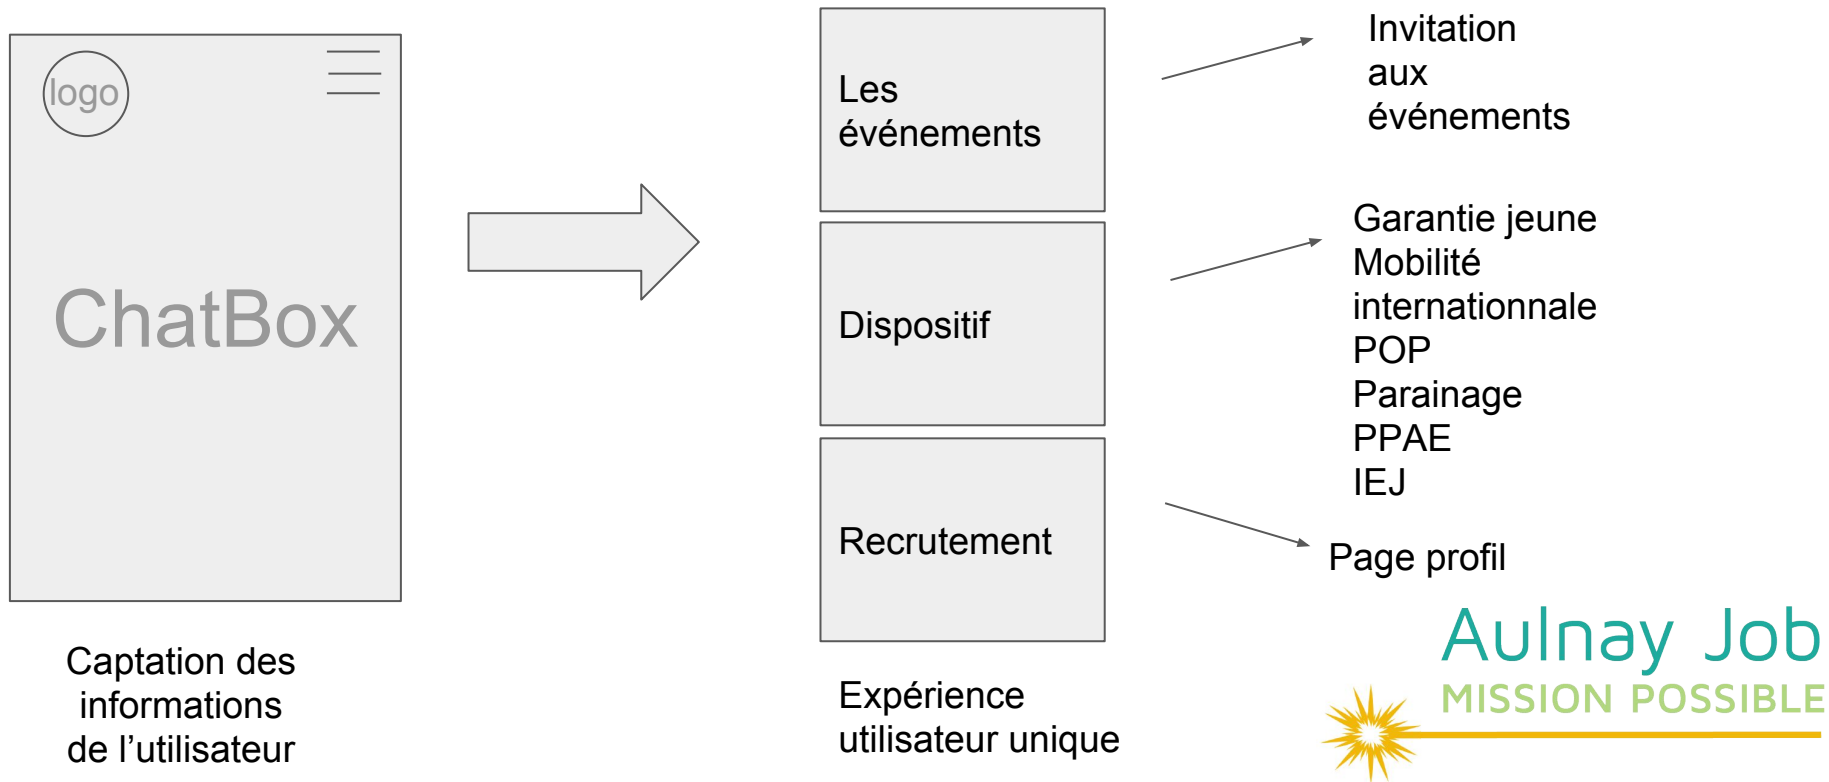 logo
ChatBox
Captation des
informations
de l’utilisateur
Les
événements
Dispositif
Recrutement
Expérience
utilisateur unique
Invitation
aux
événements
Garantie jeune
Mobilité
internationnale
POP
Parainage
PPAE
IEJ
Page profil
Aulnay Job
MISSION POSSIBLE